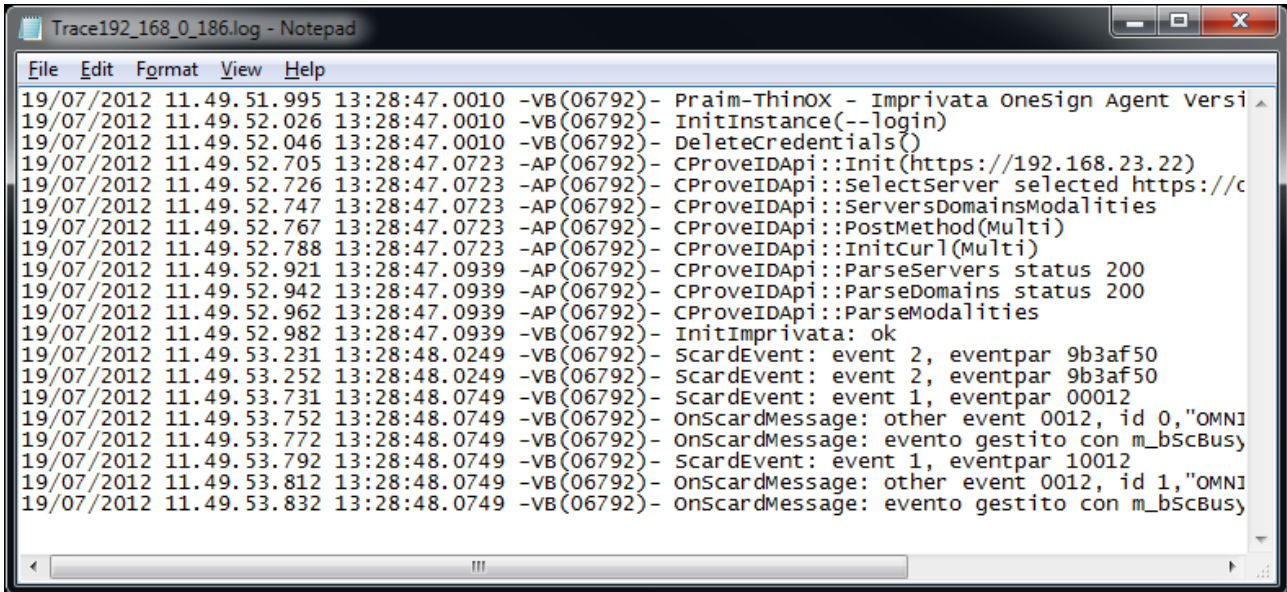 Trace192_168_0_186.log - Notepad
File Edit Format View Help
19/07/2012 11.49.51.995 13:28:47.0010 -VB(06792)- Praim-ThinOX - Imprivata OneSign Agent Versi
19/07/2012 11.49.52.026 13:28:47.0010 -VB(06792)- InitInstance(--login)
19/07/2012 11.49.52.046 13:28:47.0010 -VB(06792)- DeleteCredentials()
19/07/2012 11.49.52.705 13:28:47.0723 -AP(06792)- CProveIDApi::Init(https://192.168.23.22)
19/07/2012 11.49.52.726 13:28:47.0723 -AP(06792)- CProveIDApi::SelectServer selected https://c
19/07/2012 11.49.52.747 13:28:47.0723 -AP(06792)- CProveIDApi::ServersDomainsModalities
19/07/2012 11.49.52.767 13:28:47.0723 -AP(06792)- CProveIDApi::PostMethod(Multi)
19/07/2012 11.49.52.788 13:28:47.0723 -AP(06792)- CProveIDApi::InitCurl(Multi)
19/07/2012 11.49.52.921 13:28:47.0939 -AP(06792)- CProveIDApi::ParseServers status 200
19/07/2012 11.49.52.942 13:28:47.0939 -AP(06792)- CProveIDApi::ParseDomains status 200
19/07/2012 11.49.52.962 13:28:47.0939 -AP(06792)- CProveIDApi::ParseModalities
19/07/2012 11.49.52.982 13:28:47.0939 -VB(06792)- InitImprivata: ok
19/07/2012 11.49.53.231 13:28:48.0249 -VB(06792)- ScardEvent: event 2, eventpar 9b3af50
19/07/2012 11.49.53.252 13:28:48.0249 -VB(06792)- ScardEvent: event 2, eventpar 9b3af50
19/07/2012 11.49.53.731 13:28:48.0749 -VB(06792)- ScardEvent: event 1, eventpar 00012
19/07/2012 11.49.53.752 13:28:48.0749 -VB(06792)- OnScardMessage: other event 0012, id 0,"OMNI
19/07/2012 11.49.53.772 13:28:48.0749 -VB(06792)- OnScardMessage: evento gestito con m_bScBusy
19/07/2012 11.49.53.792 13:28:48.0749 -VB(06792)- ScardEvent: event 1, eventpar 10012
19/07/2012 11.49.53.812 13:28:48.0749 -VB(06792)- OnScardMessage: other event 0012, id 1,"OMNI
19/07/2012 11.49.53.832 13:28:48.0749 -VB(06792)- OnScardMessage: evento gestito con m_bScBusy